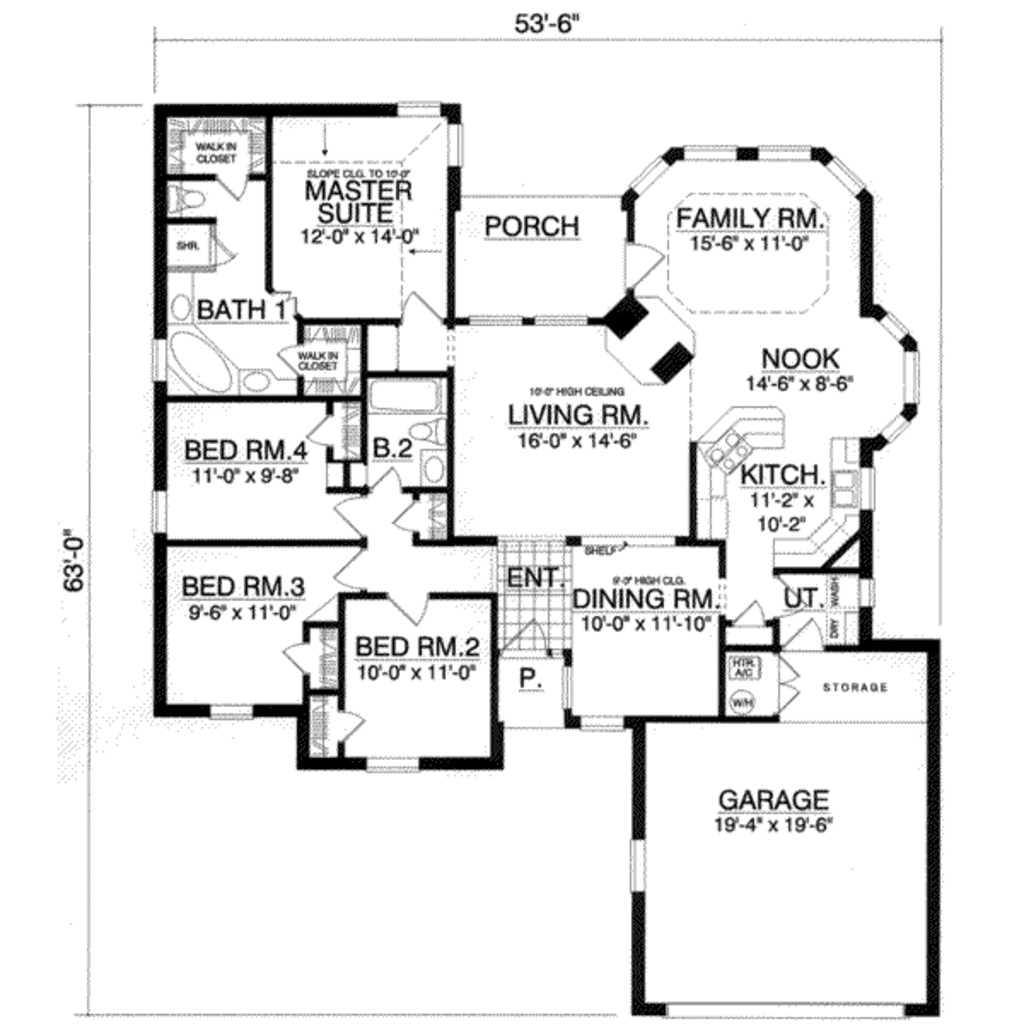 53'-6"
WALK IN
CLOSET
SLOPE CLG. TO 10'-0"
MASTER
SUITE
12'-0" x 14'-0"
PORCH
FAMILY RM.
15'-6" x 11'-0"
SHR.
BATH 1
WALK IN
CLOSET
NOOK
14'-6" x 8'-6"
10'-0" HIGH CEILING
LIVING RM.
16'-0" x 14'-6"
BED RM.4
11'-0" x 9'-8"
B.2
KITCH.
11'-2" x
10'-2"
63'-0"
SHELF
ENT.
9'-0" HIGH CLG.
DINING RM.
10'-0" x 11'-10"
UT.
WASH
DRY
BED RM.3
9'-6" x 11'-0"
BED RM.2
10'-0" x 11'-0"
P.
HTR.
A/C
W/H
STORAGE
GARAGE
19'-4" x 19'-6"